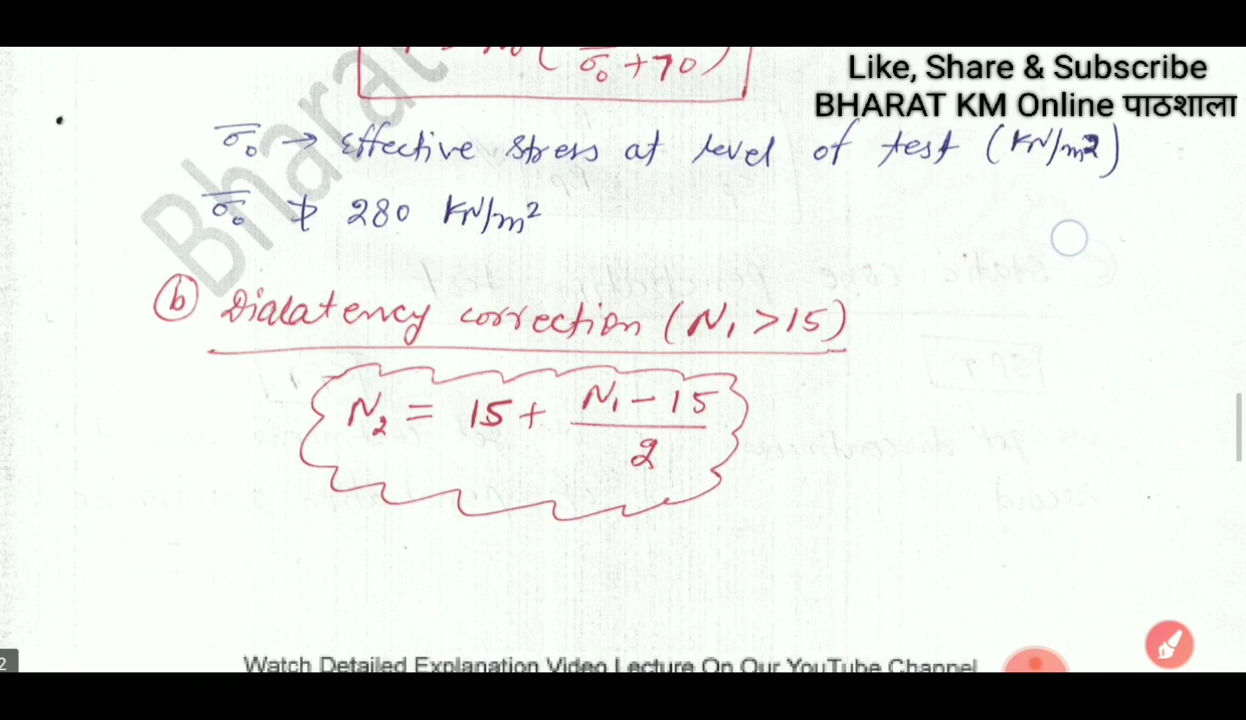 σ̅₀ +70)
Like, Share & Subscribe
BHARAT KM Online पाठशाला
σ̅₀ → Effective stress at level of test (KN/m2)
σ̅₀ ≯ 280 KN/m²
Bharat
(b) Dialatency correction (N₁ >15)
N₂ = 15 + (N₁ - 15) / 2
2
Watch Detailed Explanation Video Lecture On Our YouTube Channel